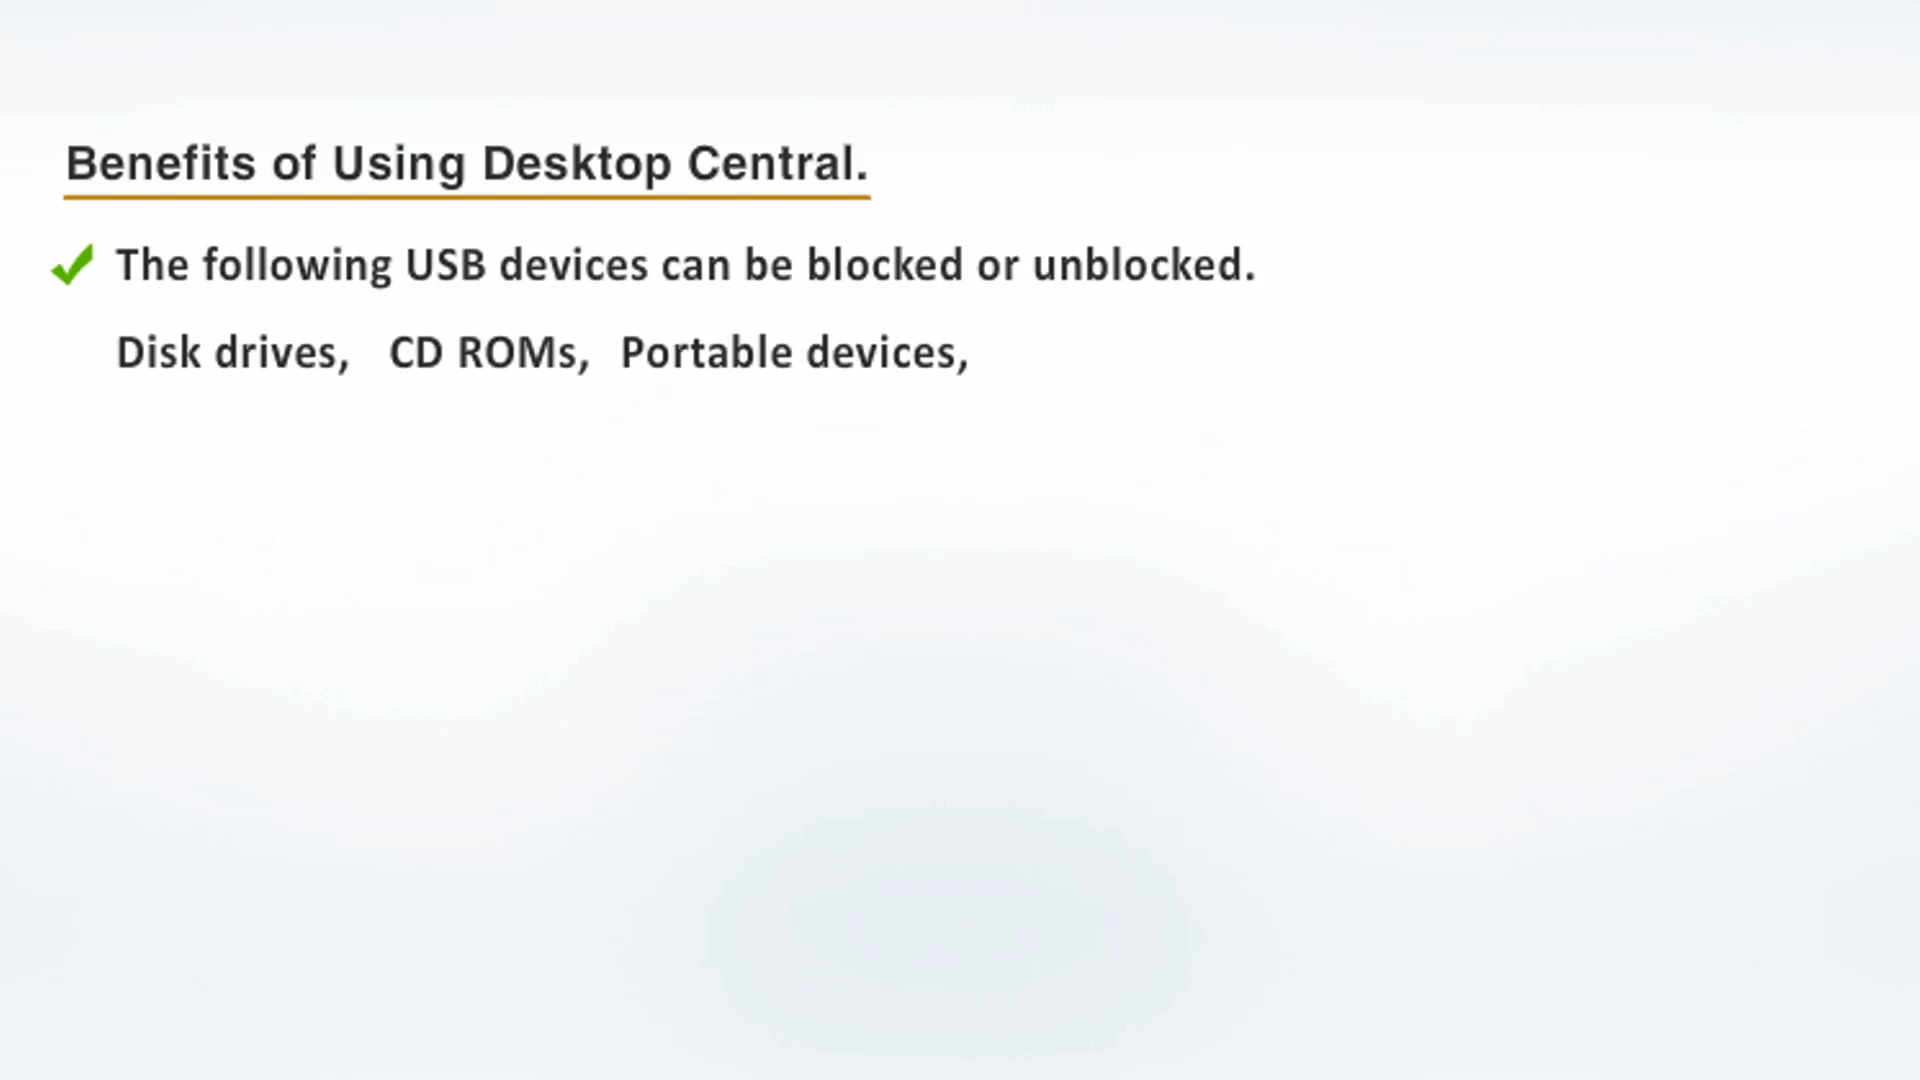 Benefits of Using Desktop Central.
The following USB devices can be blocked or unblocked.
Disk drives, CD ROMs, Portable devices,